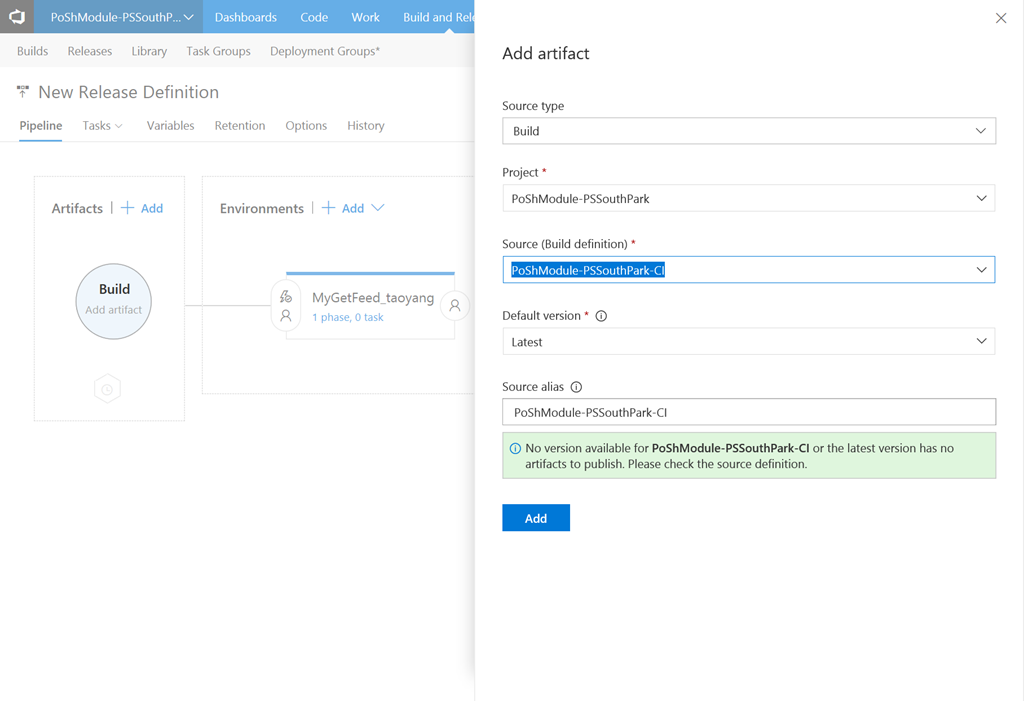 PoShModule-PSSouthP...
Dashboards
Code
Work
Build and Rele
Builds
Releases
Library
Task Groups
Deployment Groups*
New Release Definition
Pipeline
Tasks
Variables
Retention
Options
History
Artifacts | + Add
Environments | + Add
Build
Add artifact
MyGetFeed_taoyang
1 phase, 0 task
Add artifact
Source type
Build
Project *
PoShModule-PSSouthPark
Source (Build definition) *
PoShModule-PSSouthPark-CI
Default version *
Latest
Source alias
PoShModule-PSSouthPark-CI
No version available for PoShModule-PSSouthPark-CI or the latest version has no
artifacts to publish. Please check the source definition.
Add